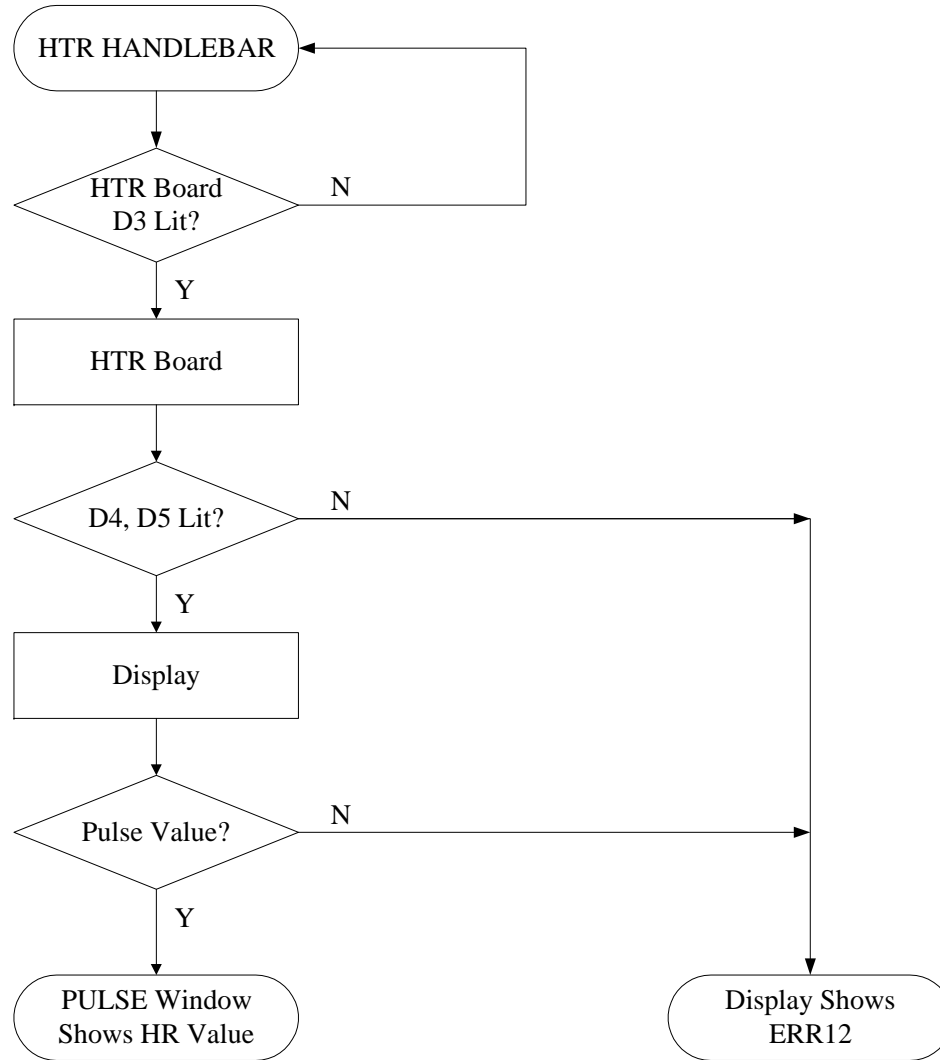 HTR HANDLEBAR
HTR Board
D3 Lit?
N
Y
HTR Board
D4, D5 Lit?
N
Y
Display
Pulse Value?
N
Y
PULSE Window
Shows HR Value
Display Shows
ERR12